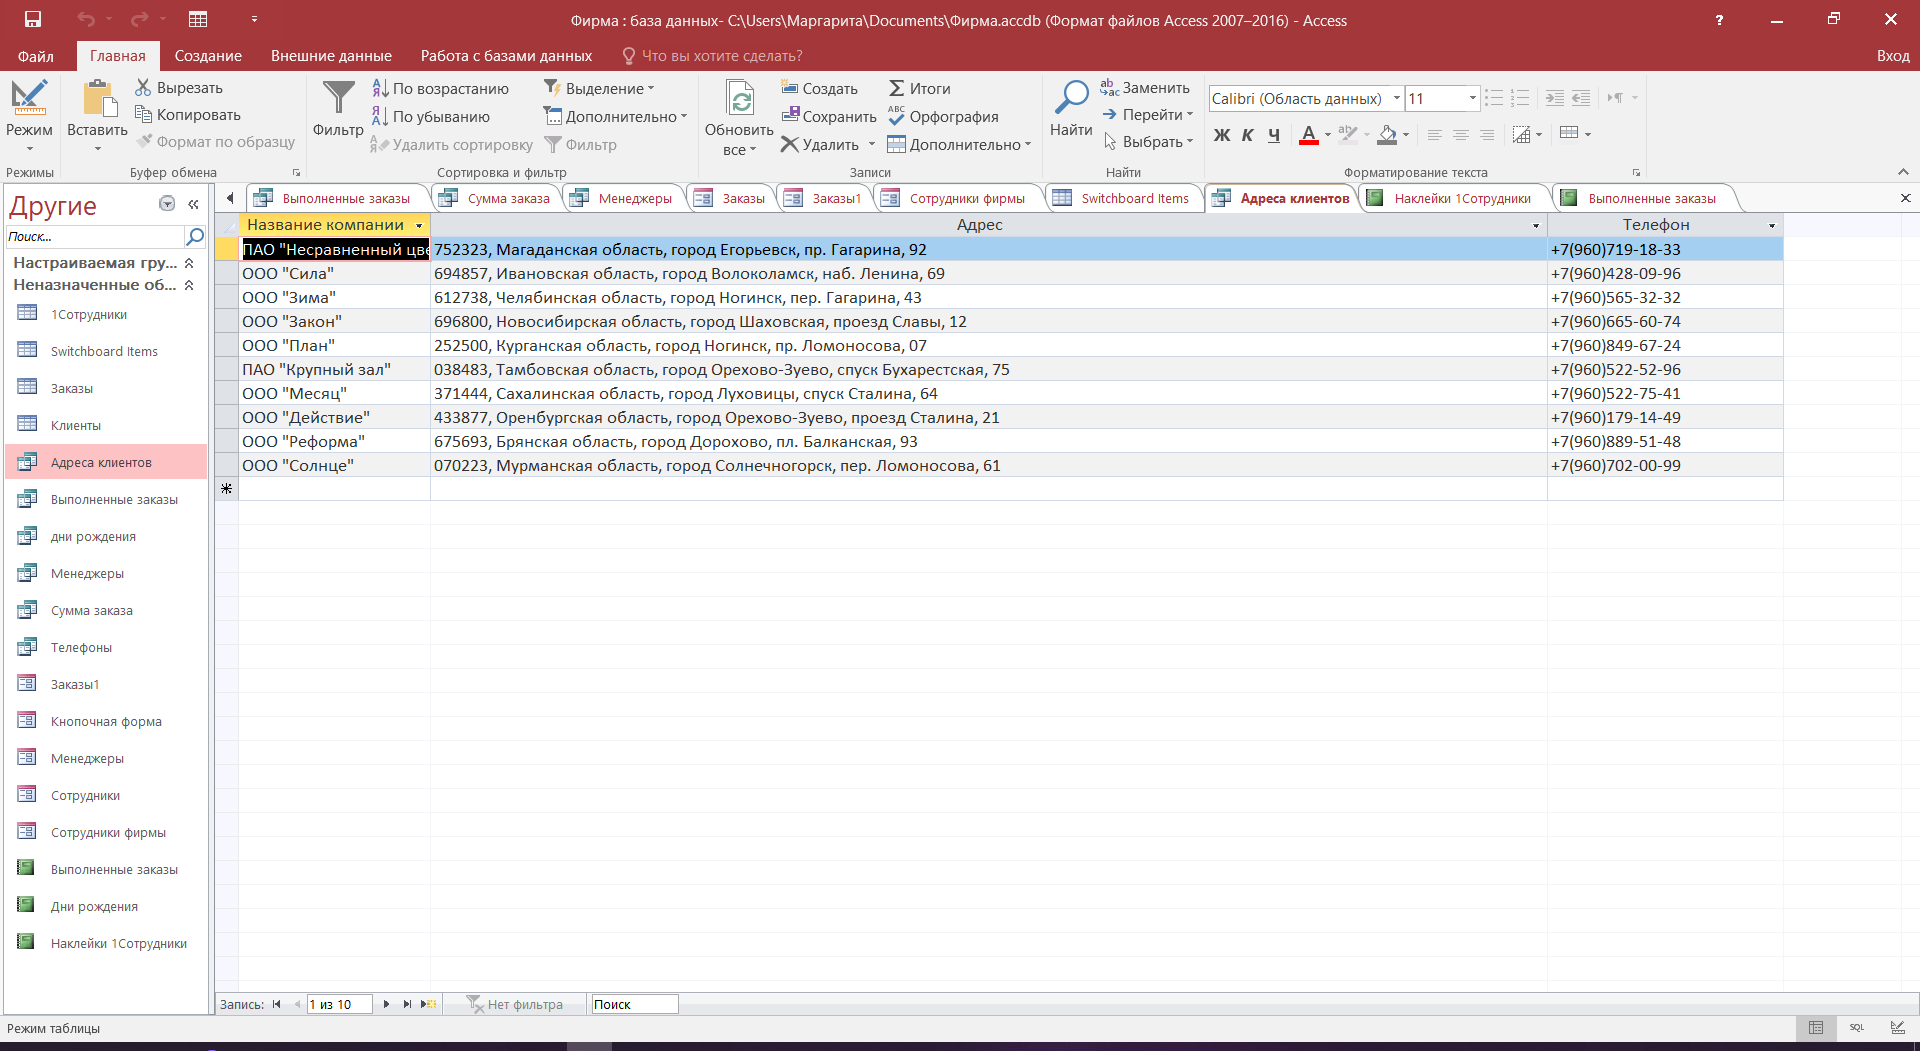 Фирма : база данных- C:\Users\Маргарита\Documents\Фирма.accdb (Формат файлов Access 2007–2016) - Access
?
Файл
Главная
Создание
Внешние данные
Работа с базами данных
Что вы хотите сделать?
Вход
Режим
Режимы
Вставить
Вырезать
Копировать
Формат по образцу
Буфер обмена
Фильтр
По возрастанию
По убыванию
Удалить сортировку
Выделение
Дополнительно
Фильтр
Сортировка и фильтр
Обновить
все
Создать
Сохранить
Удалить
Итоги
Орфография
Дополнительно
Записи
Найти
Заменить
Перейти
Выбрать
Найти
Calibri (Область данных)
11
Ж К Ч А
Форматирование текста
Другие
Поиск...
Настраиваемая гру...
Неназначенные об...
1Сотрудники
Switchboard Items
Заказы
Клиенты
Адреса клиентов
Выполненные заказы
дни рождения
Менеджеры
Сумма заказа
Телефоны
Заказы1
Кнопочная форма
Менеджеры
Сотрудники
Сотрудники фирмы
Выполненные заказы
Дни рождения
Наклейки 1Сотрудники
Выполненные заказы
Сумма заказа
Менеджеры
Заказы
Заказы1
Сотрудники фирмы
Switchboard Items
Адреса клиентов
Наклейки 1Сотрудники
Выполненные заказы
Название компании Адрес Телефон
ПАО "Несравненный цве 752323, Магаданская область, город Егорьевск, пр. Гагарина, 92 +7(960)719-18-33
ООО "Сила" 694857, Ивановская область, город Волоколамск, наб. Ленина, 69 +7(960)428-09-96
ООО "Зима" 612738, Челябинская область, город Ногинск, пер. Гагарина, 43 +7(960)565-32-32
ООО "Закон" 696800, Новосибирская область, город Шаховская, проезд Славы, 12 +7(960)665-60-74
ООО "План" 252500, Курганская область, город Ногинск, пр. Ломоносова, 07 +7(960)849-67-24
ПАО "Крупный зал" 038483, Тамбовская область, город Орехово-Зуево, спуск Бухарестская, 75 +7(960)522-52-96
ООО "Месяц" 371444, Сахалинская область, город Луховицы, спуск Сталина, 64 +7(960)522-75-41
ООО "Действие" 433877, Оренбургская область, город Орехово-Зуево, проезд Сталина, 21 +7(960)179-14-49
ООО "Реформа" 675693, Брянская область, город Дорохово, пл. Балканская, 93 +7(960)889-51-48
ООО "Солнце" 070223, Мурманская область, город Солнечногорск, пер. Ломоносова, 61 +7(960)702-00-99
Запись: 1 из 10 Нет фильтра Поиск
Режим таблицы
SQL